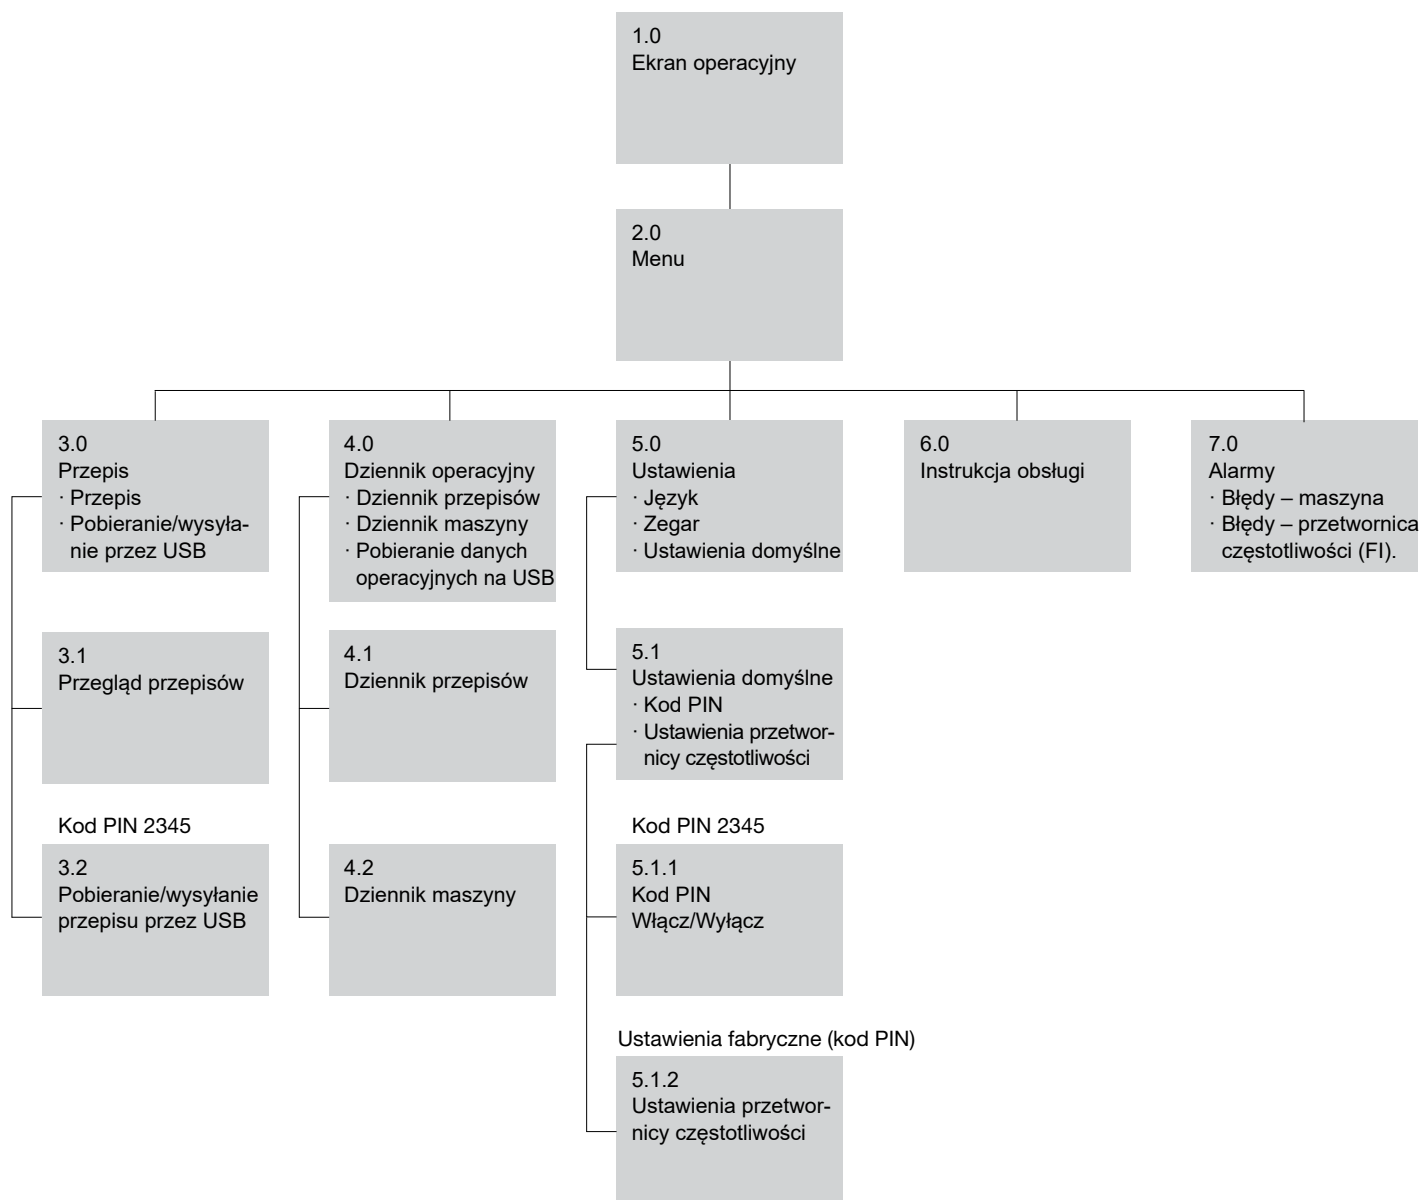 1.0
Ekran operacyjny
2.0
Menu
3.0
Przepis
· Przepis
· Pobieranie/wysyła-
nie przez USB
4.0
Dziennik operacyjny
· Dziennik przepisów
· Dziennik maszyny
· Pobieranie danych
operacyjnych na USB
5.0
Ustawienia
· Język
· Zegar
· Ustawienia domyślne
6.0
Instrukcja obsługi
7.0
Alarmy
· Błędy – maszyna
· Błędy – przetwornica
częstotliwości (FI).
3.1
Przegląd przepisów
4.1
Dziennik przepisów
5.1
Ustawienia domyślne
· Kod PIN
· Ustawienia przetwor-
nicy częstotliwości
Kod PIN 2345
3.2
Pobieranie/wysyłanie
przepisu przez USB
4.2
Dziennik maszyny
Kod PIN 2345
5.1.1
Kod PIN
Włącz/Wyłącz
Ustawienia fabryczne (kod PIN)
5.1.2
Ustawienia przetwor-
nicy częstotliwości